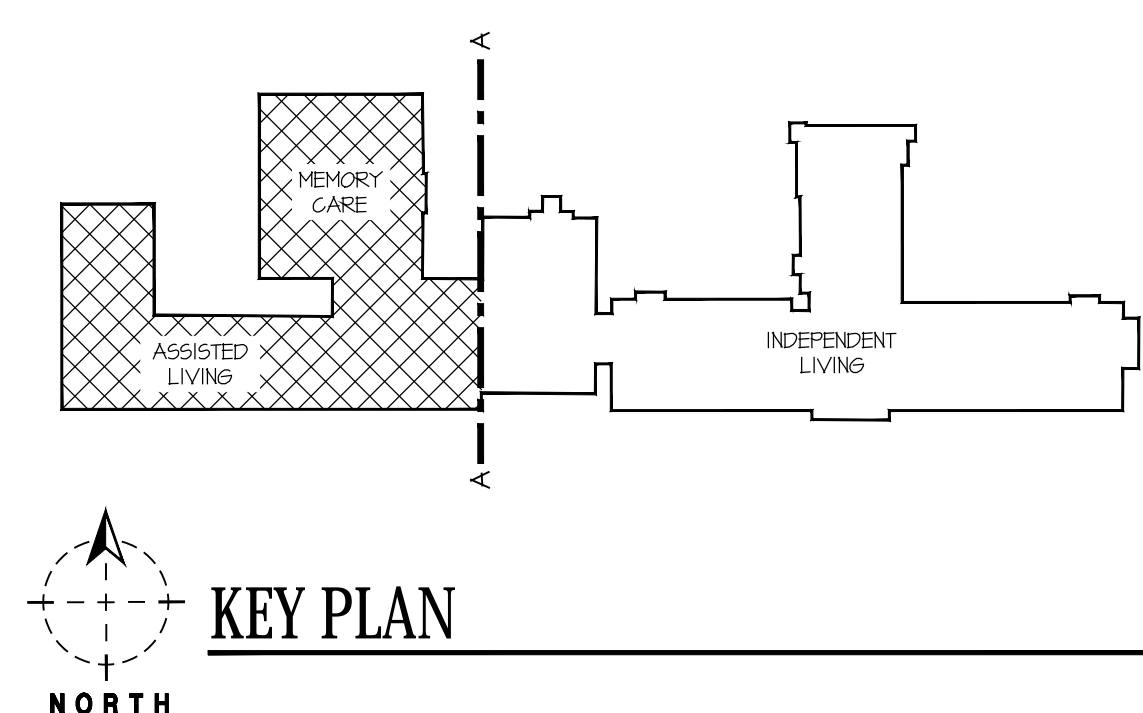 A
MEMORY
CARE
ASSISTED
LIVING
INDEPENDENT
LIVING
A
KEY PLAN
NORTH